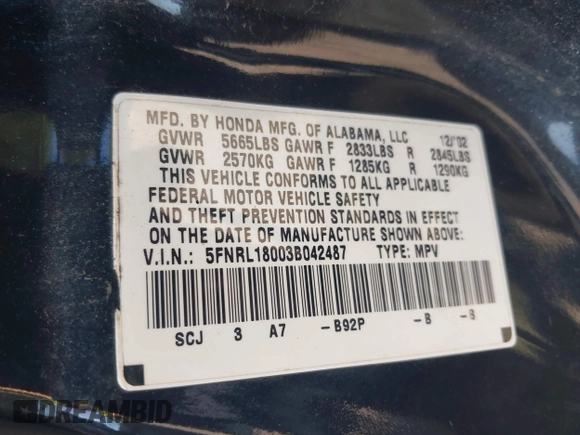 MFD. BY HONDA MFG. OF ALABAMA, LLC 12/'02
GVWR 5665LBS GAWR F 2833LBS R 2845LBS
GVWR 2570KG GAWR F 1285KG R 1290KG
THIS VEHICLE CONFORMS TO ALL APPLICABLE
FEDERAL MOTOR VEHICLE SAFETY
AND THEFT PREVENTION STANDARDS IN EFFECT
ON THE DATE OF MANUFACTURE SHOWN ABOVE.
V.I.N.: 5FNRL18003B042487 TYPE: MPV
SCJ 3 A7 -B92P -B -B
DREAMBID